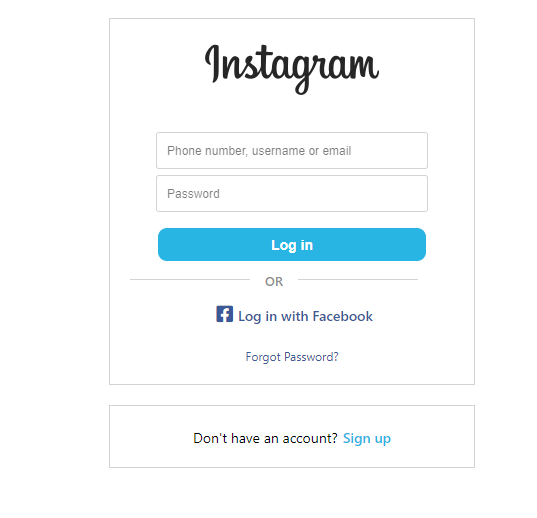 Instagram
Phone number, username or email
Password
Log in
OR
Log in with Facebook
Forgot Password?
Don't have an account? Sign up